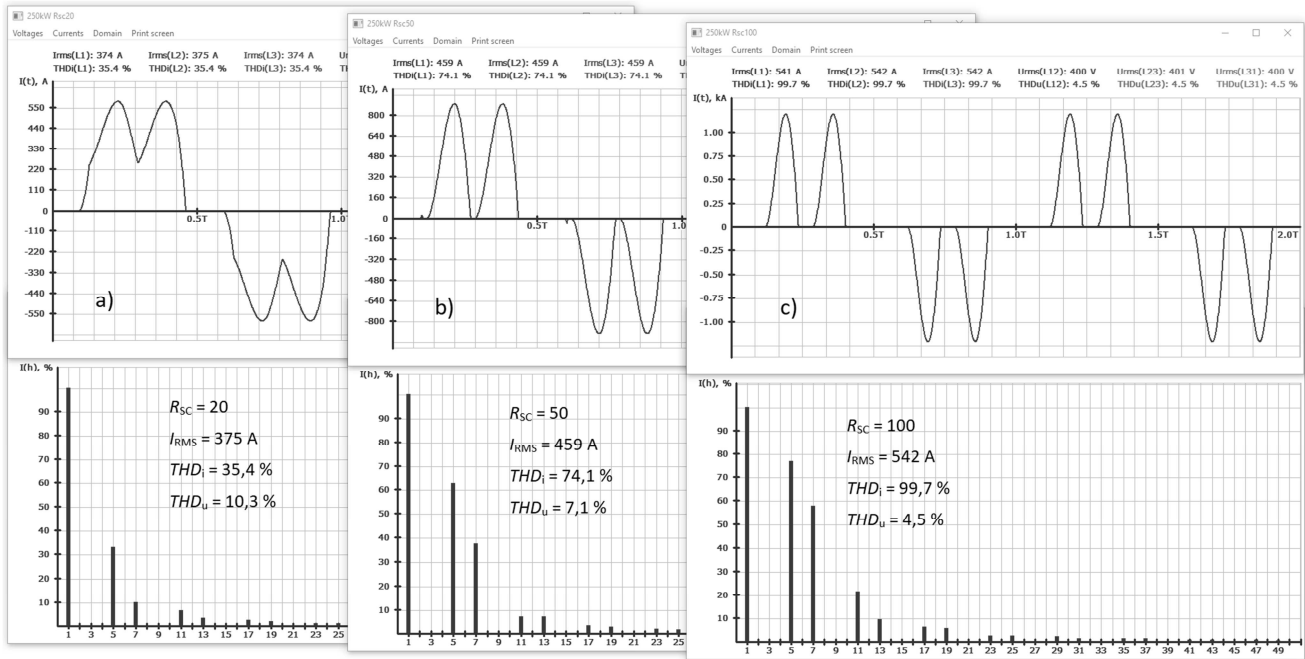 250kW Rsc20
Voltages Currents Domain Print screen
Irms(L1): 374 A Irms(L2): 375 A Irms(L3): 374 A
THDi(L1): 35.4 % THDi(L2): 35.4 % THDi(L3): 35.4 %
I(t), A
550
440
330
220
110
0
-110
-220
-330
-440
-550
0.5T 1.0
a)
I(h), %
90
80
70
60
50
40
30
20
10
1 3 5 7 9 11 13 15 17 19 21 23 25
RSC = 20
IRMS = 375 A
THDi = 35,4 %
THDu = 10,3 %
250kW Rsc50
Voltages Currents Domain Print screen
Irms(L1): 459 A Irms(L2): 459 A Irms(L3): 459 A
THDi(L1): 74.1 % THDi(L2): 74.1 % THDi(L3): 74.1 %
I(t), A
800
640
480
320
160
0
-160
-320
-480
-640
-800
0.5T 1.0
b)
I(h), %
90
80
70
60
50
40
30
20
10
1 3 5 7 9 11 13 15 17 19 21 23 25
RSC = 50
IRMS = 459 A
THDi = 74,1 %
THDu = 7,1 %
250kW Rsc100
Voltages Currents Domain Print screen
Irms(L1): 541 A Irms(L2): 542 A Irms(L3): 542 A Urms(L12): 400 V Urms(L23): 401 V Urms(L31): 400 V
THDi(L1): 99.7 % THDi(L2): 99.7 % THDi(L3): 99.7 % THDu(L12): 4.5 % THDu(L23): 4.5 % THDu(L31): 4.5 %
I(t), kA
1.00
0.75
0.50
0.25
0
-0.25
-0.50
-0.75
-1.00
0.5T 1.0T 1.5T 2.0T
c)
I(h), %
90
80
70
60
50
40
30
20
10
1 3 5 7 9 11 13 15 17 19 21 23 25 27 29 31 33 35 37 39 41 43 45 47 49
RSC = 100
IRMS = 542 A
THDi = 99,7 %
THDu = 4,5 %